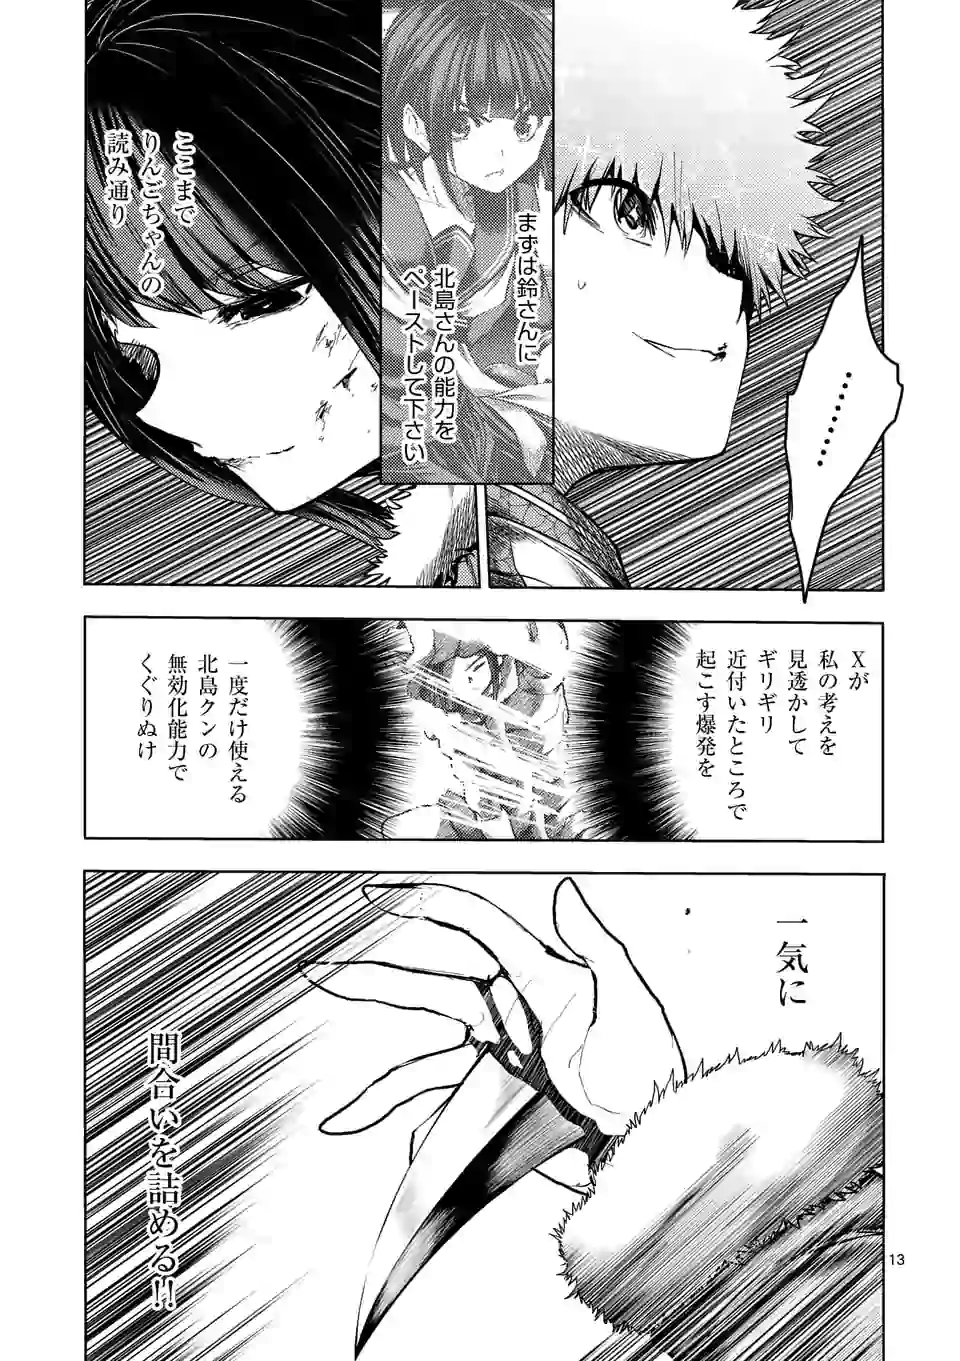 ………
まずは鈴さんに
北島さんの能力を
ペーストして下さい
ここまで
りんごちゃんの
読み通り
Xが
私の考えを
見透かして
ギリギリ
近付いたところで
起こす爆発を
一度だけ使える
北島クンの
無効化能力で
くぐりぬけ
一気に
間合いを詰める!!
13